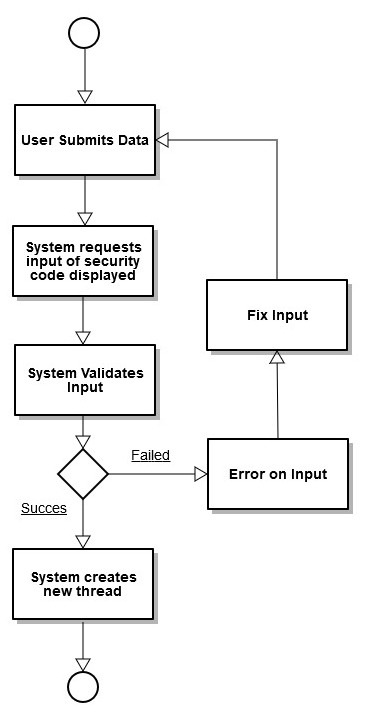 User Submits Data
System requests
input of security
code displayed
Fix Input
System Validates
Input
Failed
Error on Input
Succes
System creates
new thread